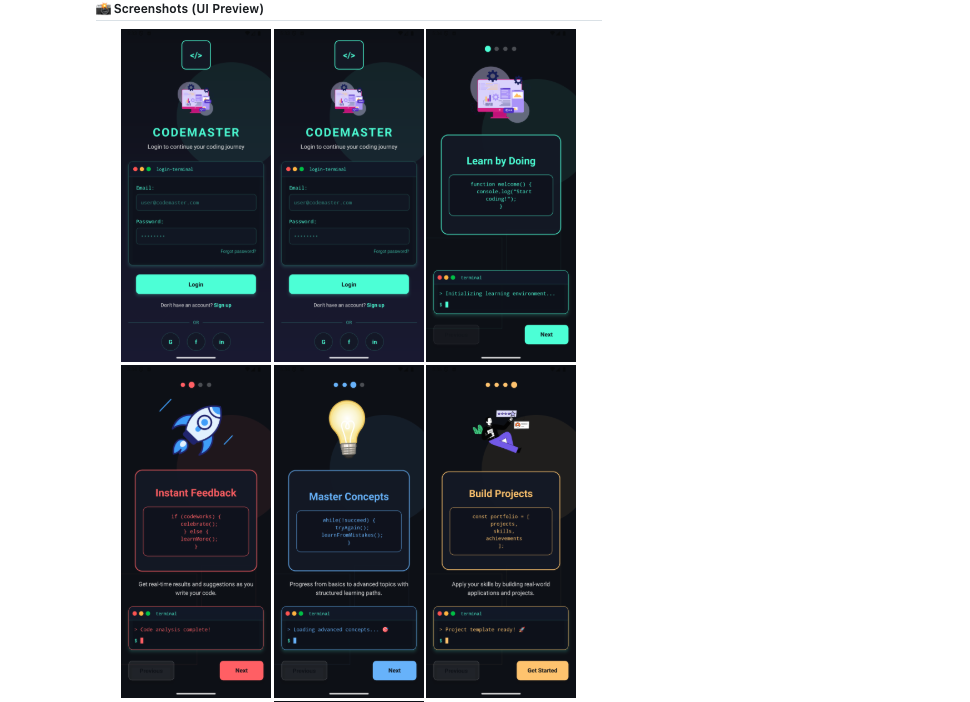 📸 Screenshots (UI Preview)
</>
CODEMASTER
Login to continue your coding journey
login-terminal
Email:
user@codemaster.com
Password:
••••••••
Forgot password?
Login
Don't have an account? Sign up
OR
G f in
</>
CODEMASTER
Login to continue your coding journey
login-terminal
Email:
user@codemaster.com
Password:
••••••••
Forgot password?
Login
Don't have an account? Sign up
OR
G f in
Learn by Doing
function welcome() {
console.log("Start
coding!");
}
terminal
> Initializing learning environment...
$
Next
Instant Feedback
if (codeWorks) {
celebrate();
} else {
learnMore();
}
Get real-time results and suggestions as you
write your code.
terminal
> Code analysis complete!
$
Previous
Next
Master Concepts
while(!succeed) {
tryAgain();
learnFromMistakes();
}
Progress from basics to advanced topics with
structured learning paths.
terminal
> Loading advanced concepts... 🎯
$
Previous
Next
Build Projects
const portfolio = [
projects,
skills,
achievements
];
Apply your skills by building real-world
applications and projects.
terminal
> Project template ready! 🚀
$
Previous
Get Started